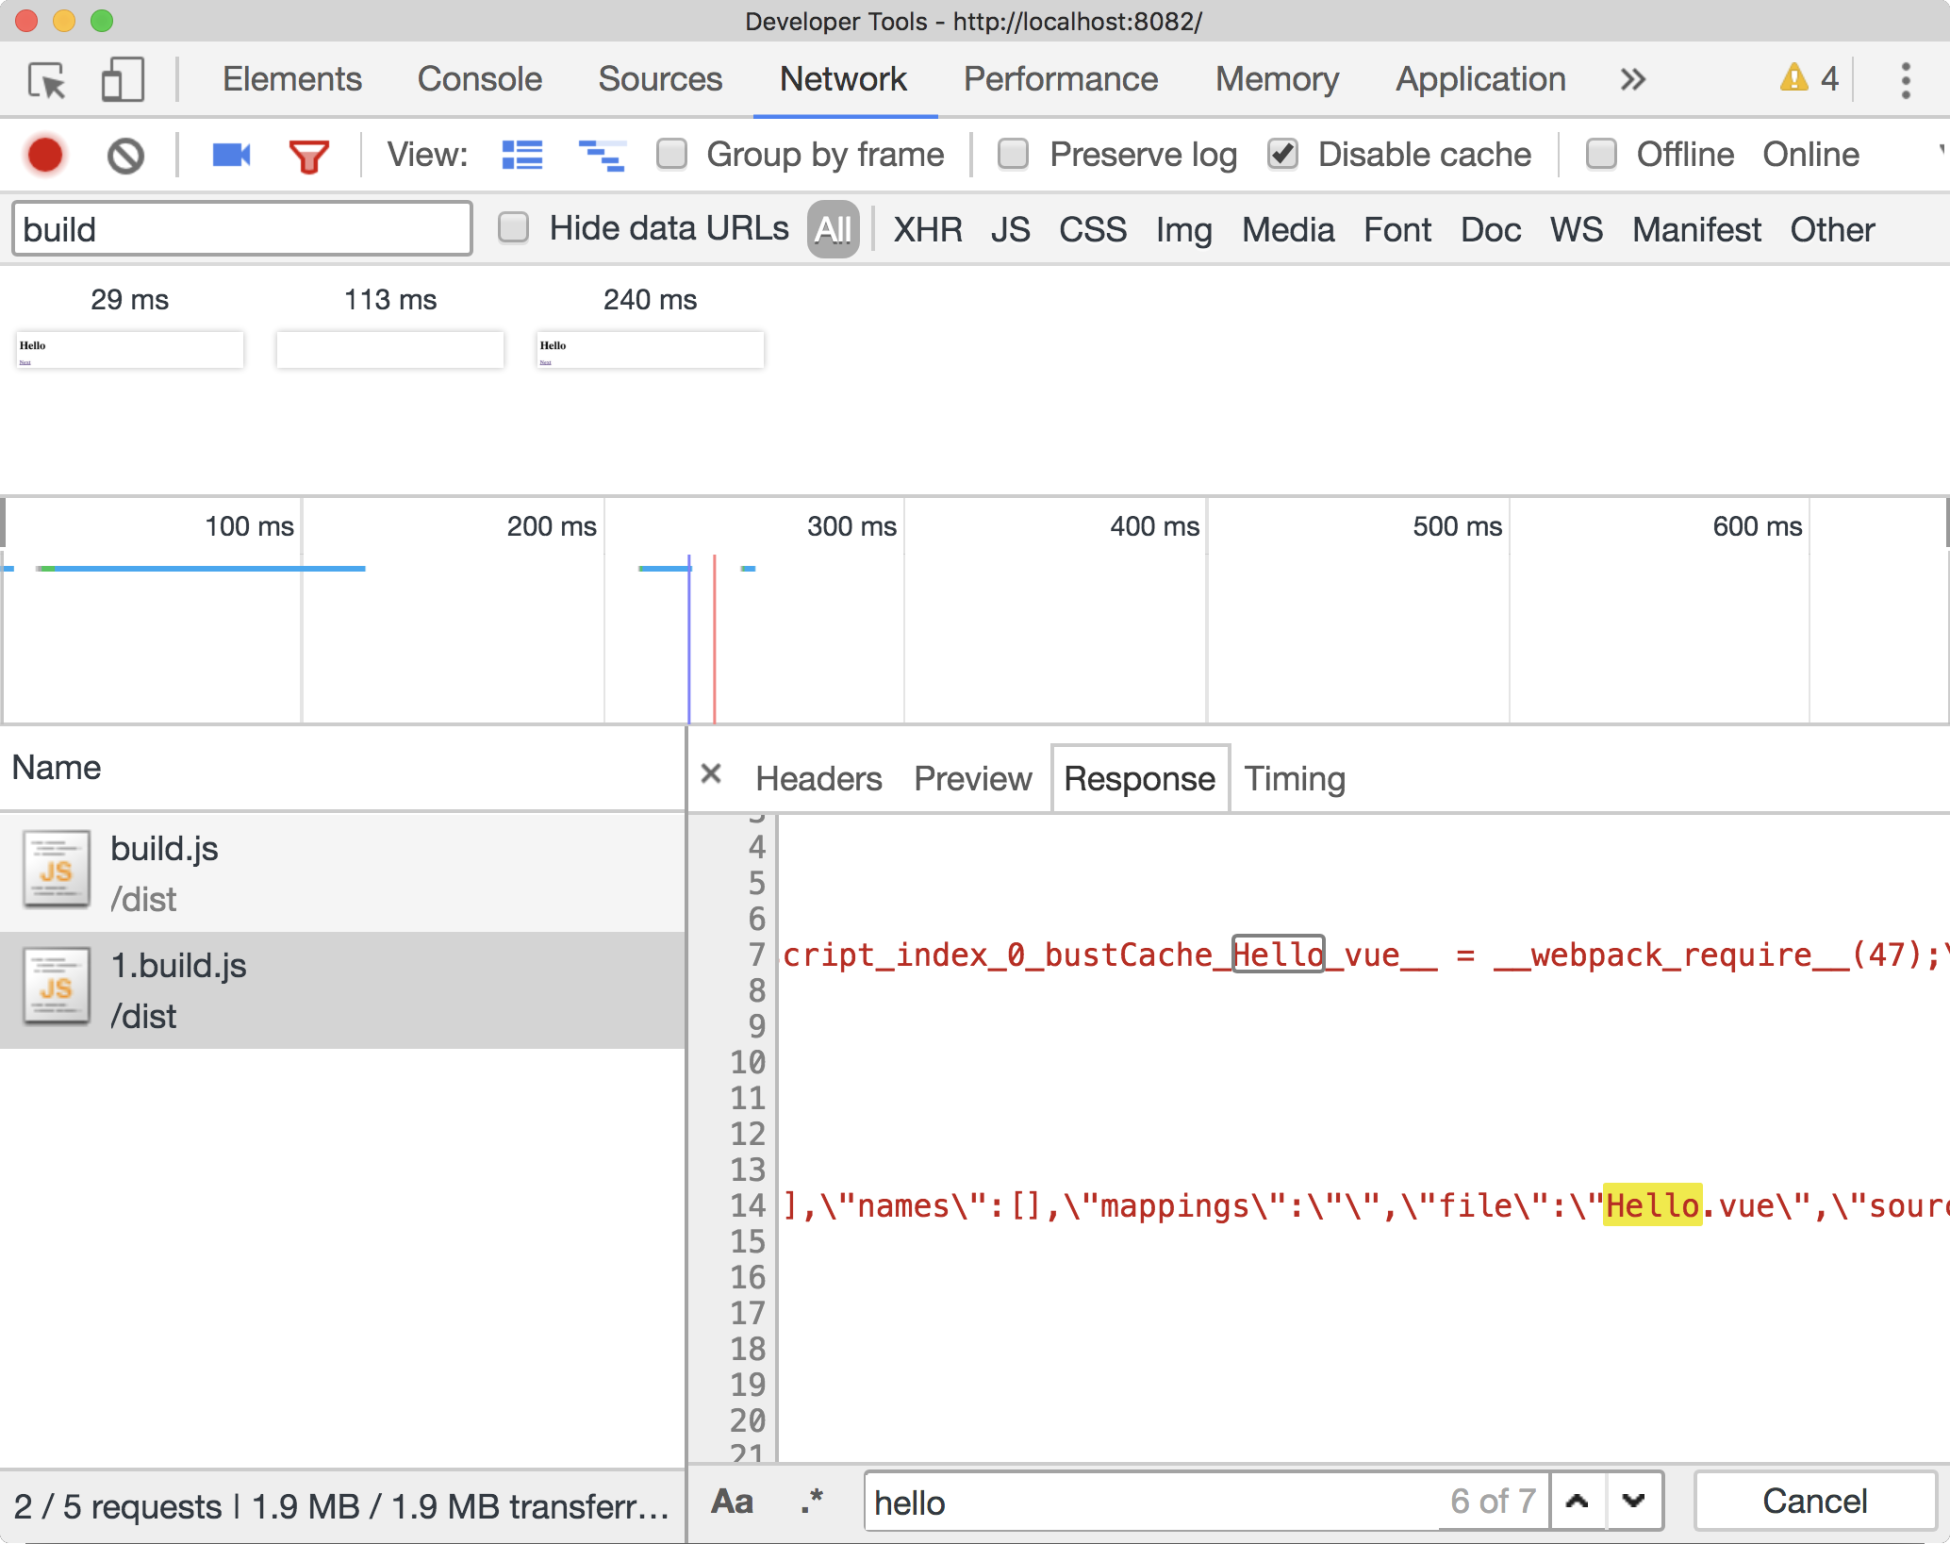 Developer Tools - http://localhost:8082/
Elements Console Sources Network Performance Memory Application » 4
View: Group by frame Preserve log Disable cache Offline Online
build Hide data URLs All XHR JS CSS Img Media Font Doc WS Manifest Other
29 ms 113 ms 240 ms
Hello Hello
Next Next
100 ms 200 ms 300 ms 400 ms 500 ms 600 ms
Name
JS build.js
/dist
JS 1.build.js
/dist
2 / 5 requests | 1.9 MB / 1.9 MB transferr…
× Headers Preview Response Timing
4
5
6
7 cript_index_0_bustCache_Hello_vue__ = __webpack_require__(47);\
8
9
10
11
12
13
14 ],\"names\":[],\"mappings\":\"\",\"file\":\"Hello.vue\",\"sourc
15
16
17
18
19
20
21
Aa .* hello 6 of 7 Cancel